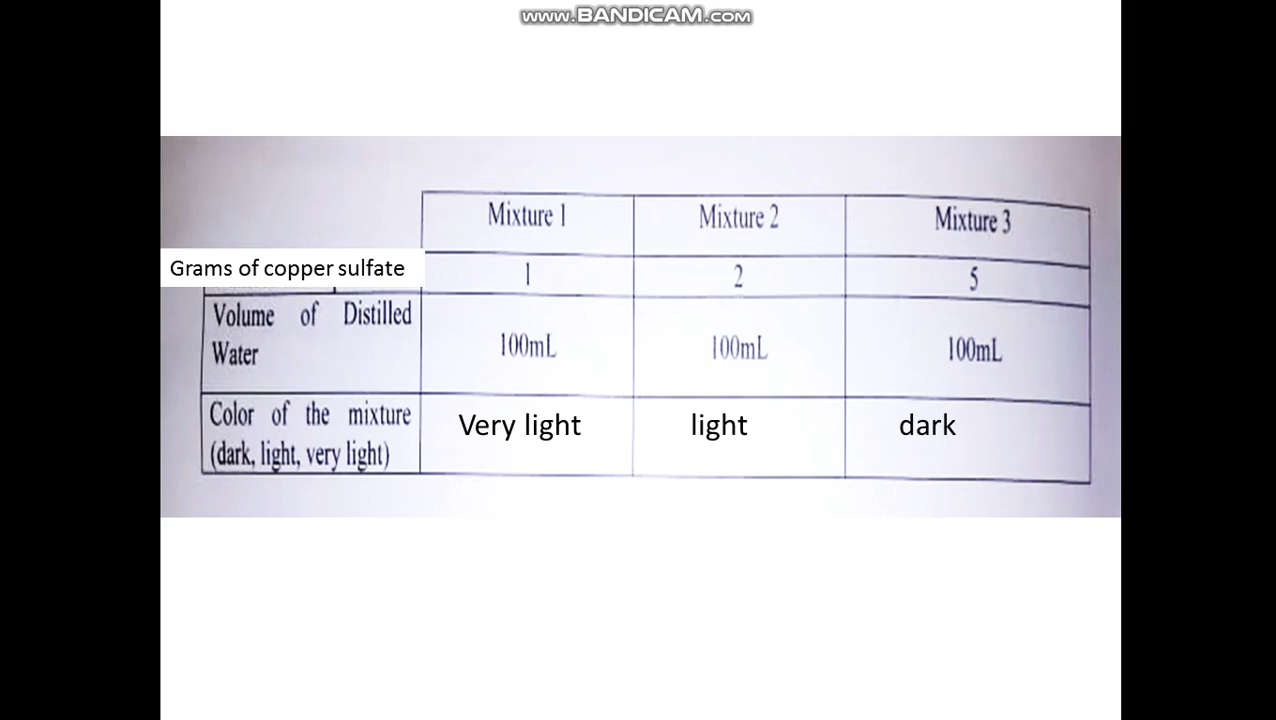 www.BANDICAM.com
Mixture 1
Mixture 2
Mixture 3
Grams of copper sulfate
1
2
5
Volume of Distilled
Water
100mL
100mL
100mL
Color of the mixture
(dark, light, very light)
Very light
light
dark